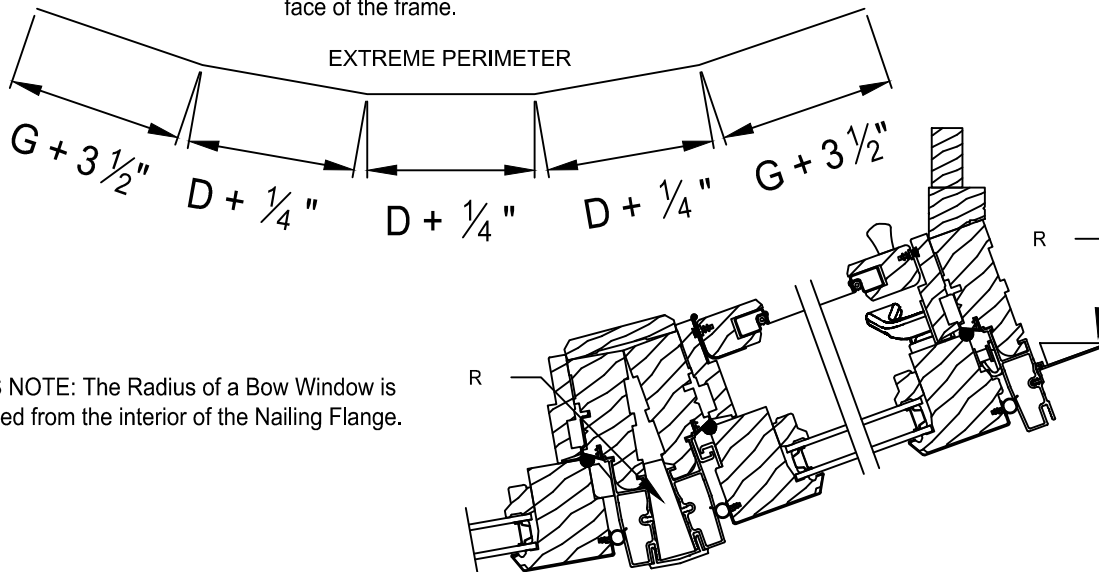 face of the frame.
EXTREME PERIMETER
G + 3 1/2"
D + 1/4 "
D + 1/4 "
D + 1/4 "
G + 3 1/2"
R
R
NOTE: The Radius of a Bow Window is
from the interior of the Nailing Flange.